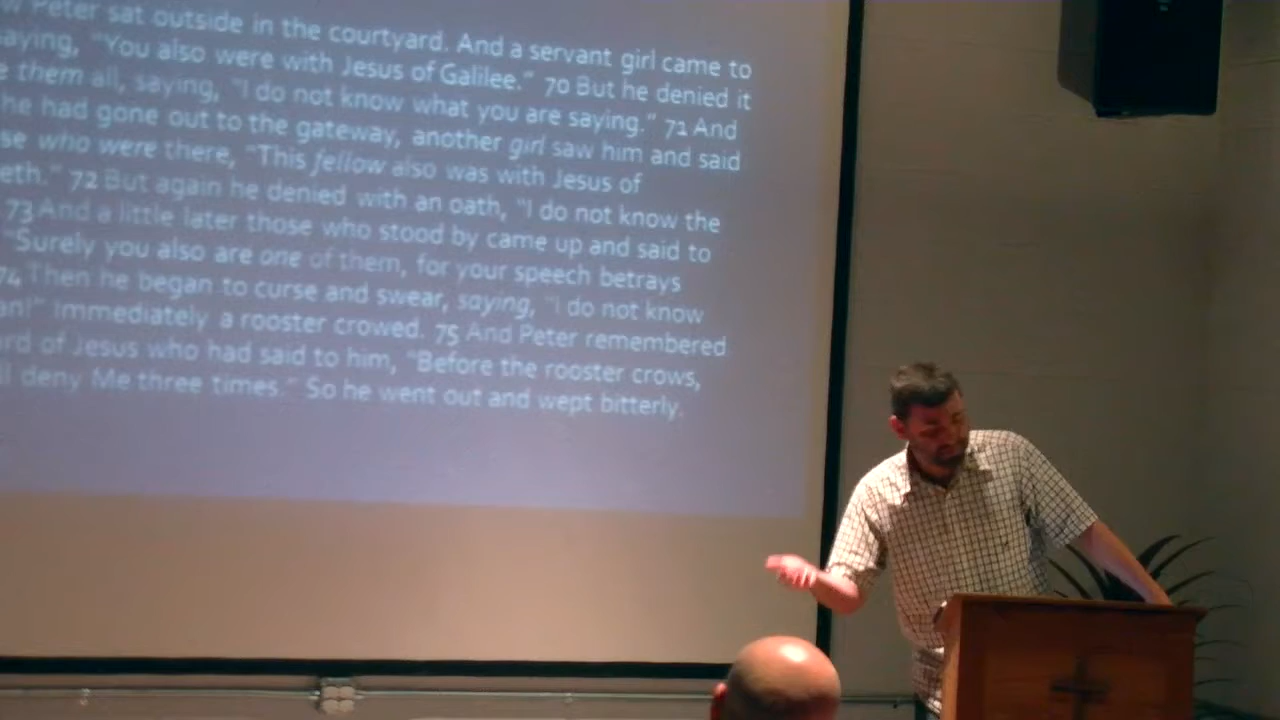 Peter sat outside in the courtyard. And a servant girl came to
saying, "You also were with Jesus of Galilee." 70 But he denied it
them all, saying, "I do not know what you are saying." 71 And
he had gone out to the gateway, another girl saw him and said
who were there, "This fellow also was with Jesus of
eth." 72 But again he denied with an oath, "I do not know the
73 And a little later those who stood by came up and said to
"Surely you also are one of them, for your speech betrays
74 Then he began to curse and swear, saying, "I do not know
an!" Immediately a rooster crowed. 75 And Peter remembered
rd of Jesus who had said to him, "Before the rooster crows,
ll deny Me three times." So he went out and wept bitterly.